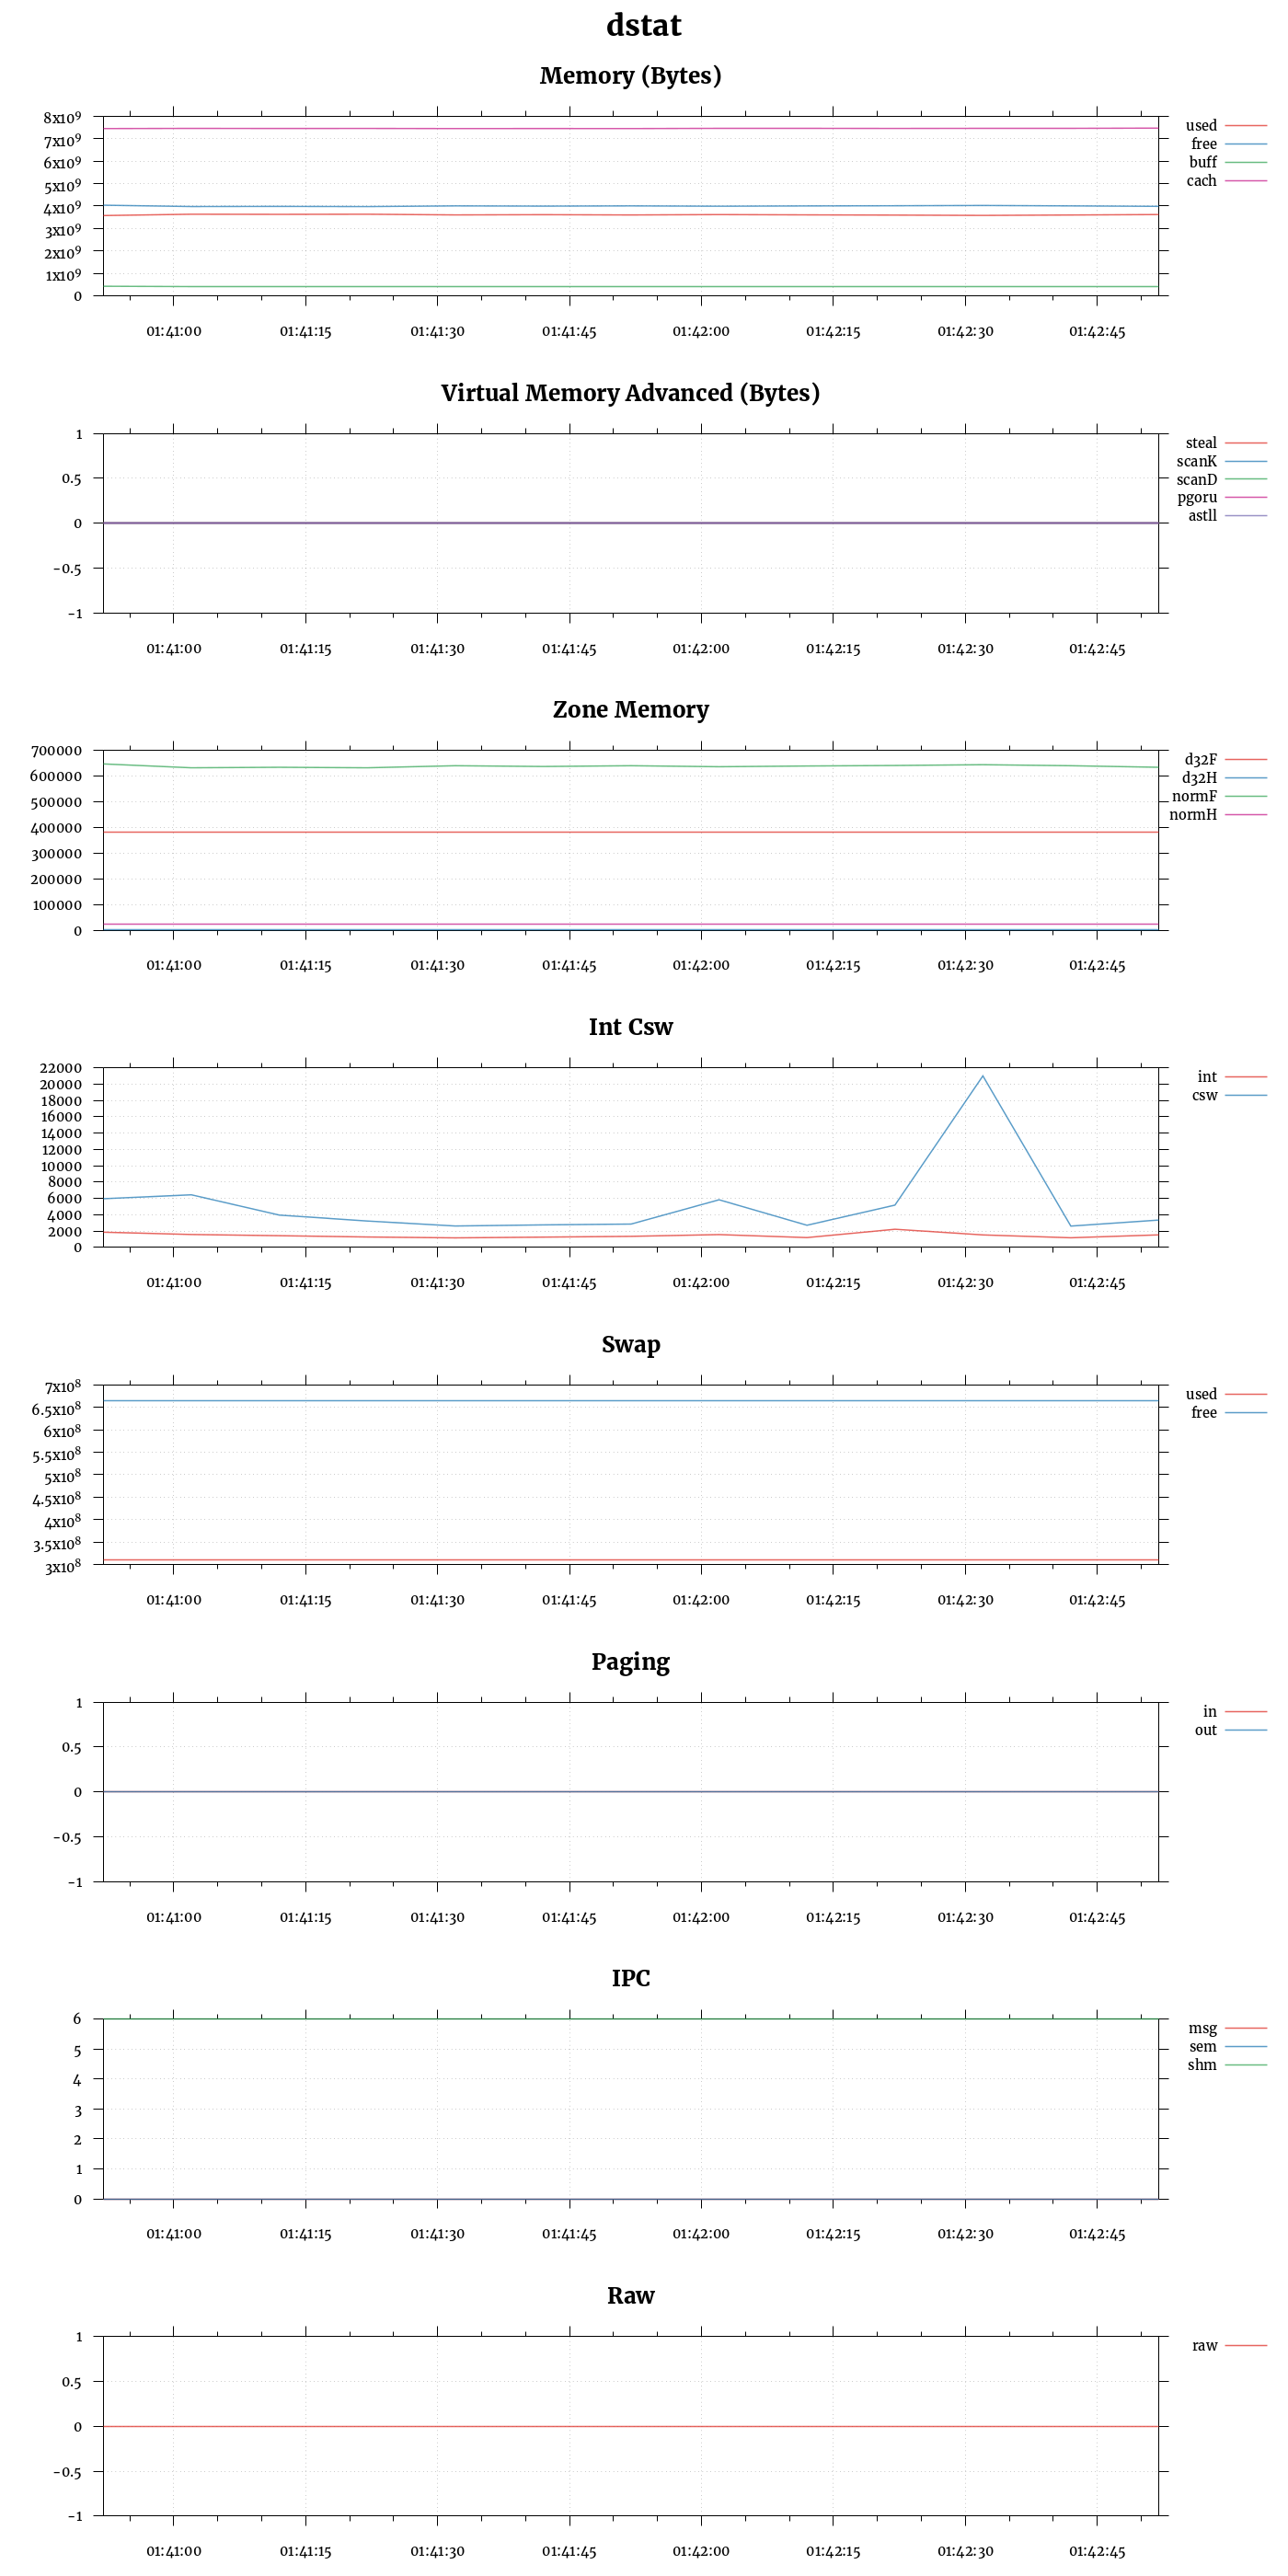 dstat
Memory (Bytes)
8x10⁹
7x10⁹
6x10⁹
5x10⁹
4x10⁹
3x10⁹
2x10⁹
1x10⁹
0
used
free
buff
cach
01:41:00 01:41:15 01:41:30 01:41:45 01:42:00 01:42:15 01:42:30 01:42:45
Virtual Memory Advanced (Bytes)
1
0.5
0
-0.5
-1
steal
scanK
scanD
pgoru
astll
01:41:00 01:41:15 01:41:30 01:41:45 01:42:00 01:42:15 01:42:30 01:42:45
Zone Memory
700000
600000
500000
400000
300000
200000
100000
0
d32F
d32H
normF
normH
01:41:00 01:41:15 01:41:30 01:41:45 01:42:00 01:42:15 01:42:30 01:42:45
Int Csw
22000
20000
18000
16000
14000
12000
10000
8000
6000
4000
2000
0
int
csw
01:41:00 01:41:15 01:41:30 01:41:45 01:42:00 01:42:15 01:42:30 01:42:45
Swap
7x10⁸
6.5x10⁸
6x10⁸
5.5x10⁸
5x10⁸
4.5x10⁸
4x10⁸
3.5x10⁸
3x10⁸
used
free
01:41:00 01:41:15 01:41:30 01:41:45 01:42:00 01:42:15 01:42:30 01:42:45
Paging
1
0.5
0
-0.5
-1
in
out
01:41:00 01:41:15 01:41:30 01:41:45 01:42:00 01:42:15 01:42:30 01:42:45
IPC
6
5
4
3
2
1
0
msg
sem
shm
01:41:00 01:41:15 01:41:30 01:41:45 01:42:00 01:42:15 01:42:30 01:42:45
Raw
1
0.5
0
-0.5
-1
raw
01:41:00 01:41:15 01:41:30 01:41:45 01:42:00 01:42:15 01:42:30 01:42:45